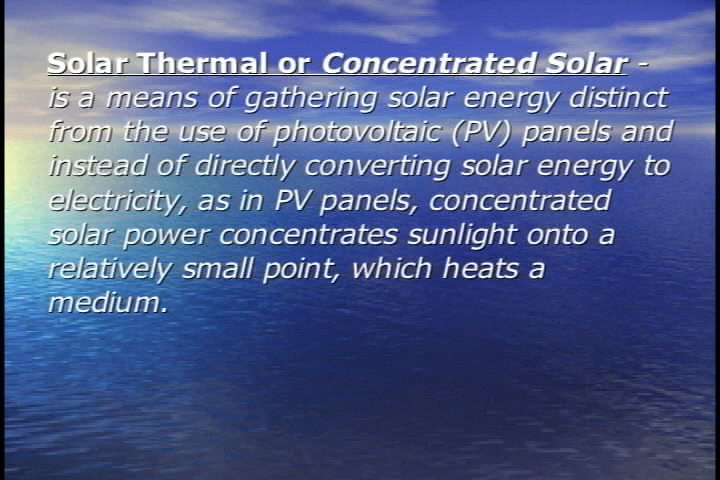 Solar Thermal or Concentrated Solar -
is a means of gathering solar energy distinct
from the use of photovoltaic (PV) panels and
instead of directly converting solar energy to
electricity, as in PV panels, concentrated
solar power concentrates sunlight onto a
relatively small point, which heats a
medium.